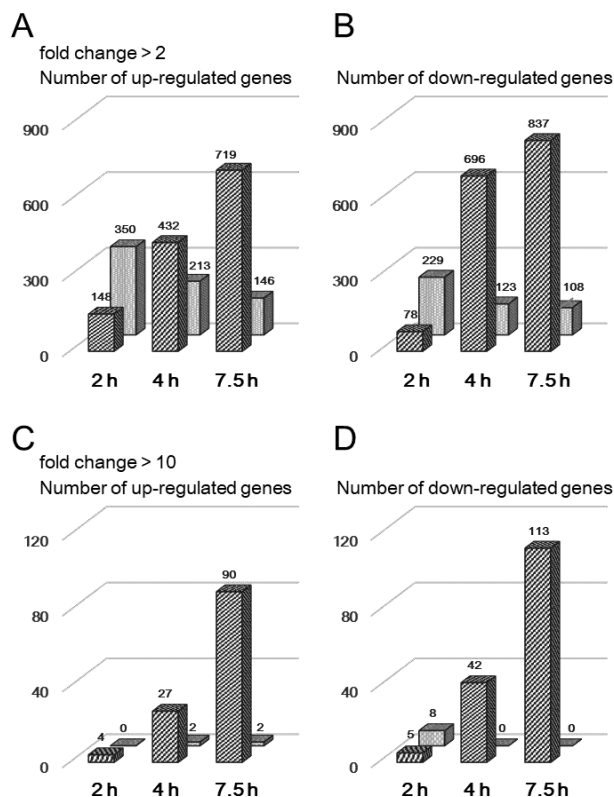 A
fold change > 2
Number of up-regulated genes
900
600
300
0
148
350
432
213
719
146
2 h
4 h
7.5 h
B
Number of down-regulated genes
900
600
300
0
78
229
696
123
837
108
2 h
4 h
7.5 h
C
fold change > 10
Number of up-regulated genes
120
80
40
0
4
0
27
2
90
2
2 h
4 h
7.5 h
D
Number of down-regulated genes
120
80
40
0
5
8
42
0
113
0
2 h
4 h
7.5 h